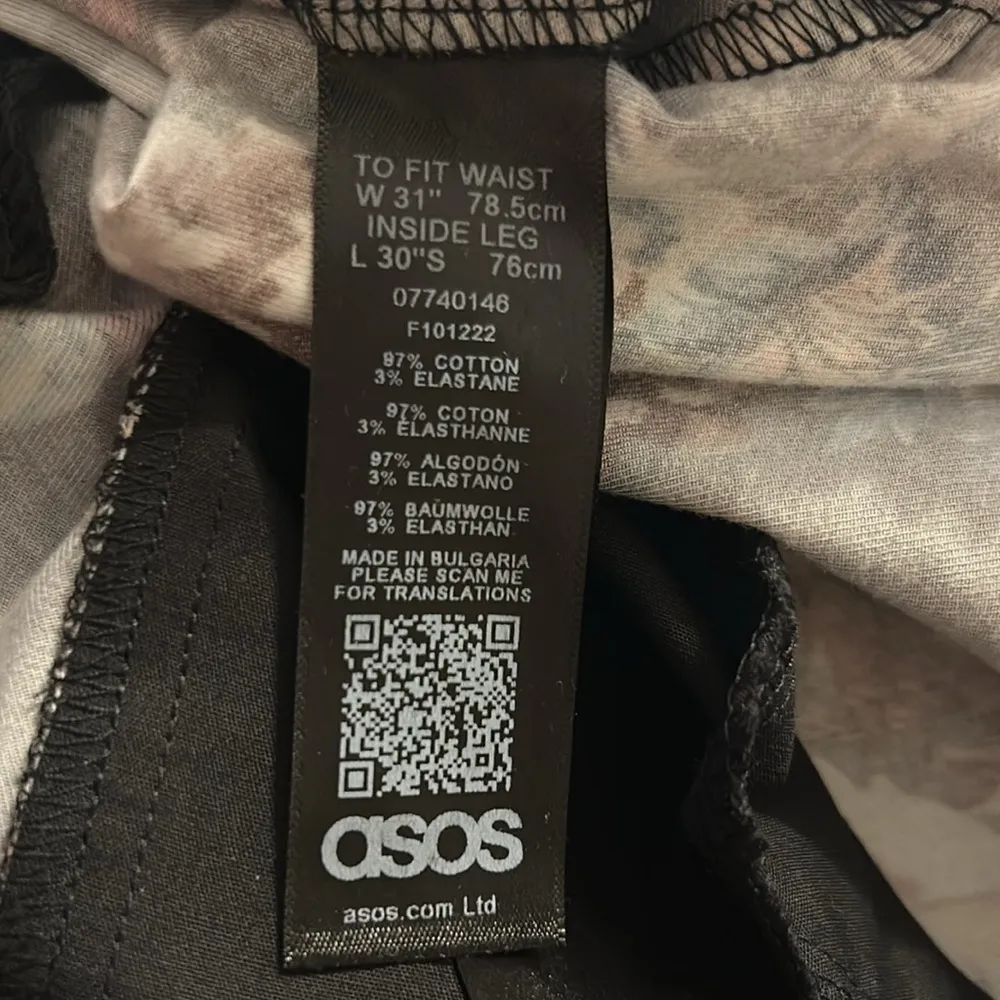 TO FIT WAIST
W 31" 78.5cm
INSIDE LEG
L 30"S 76cm
07740146
F101222
97% COTTON
3% ELASTANE
97% COTON
3% ÉLASTHANNE
97% ALGODÓN
3% ELASTANO
97% BAUMWOLLE
3% ELASTHAN
MADE IN BULGARIA
PLEASE SCAN ME
FOR TRANSLATIONS
asos
asos.com Ltd